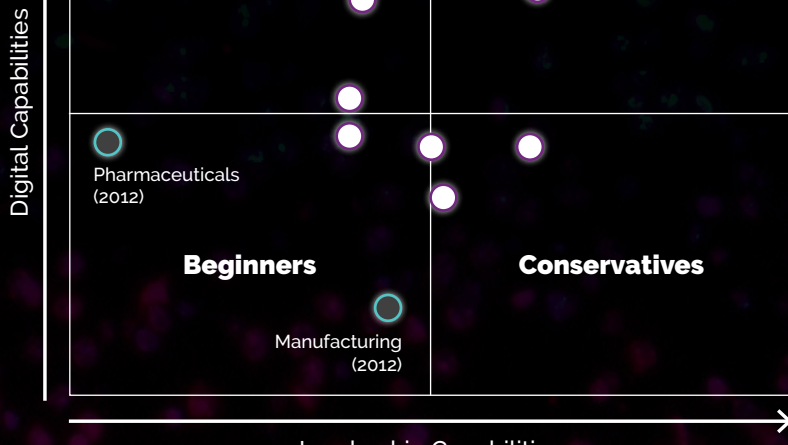 Digital Capabilities
Pharmaceuticals
(2012)
Beginners
Conservatives
Manufacturing
(2012)